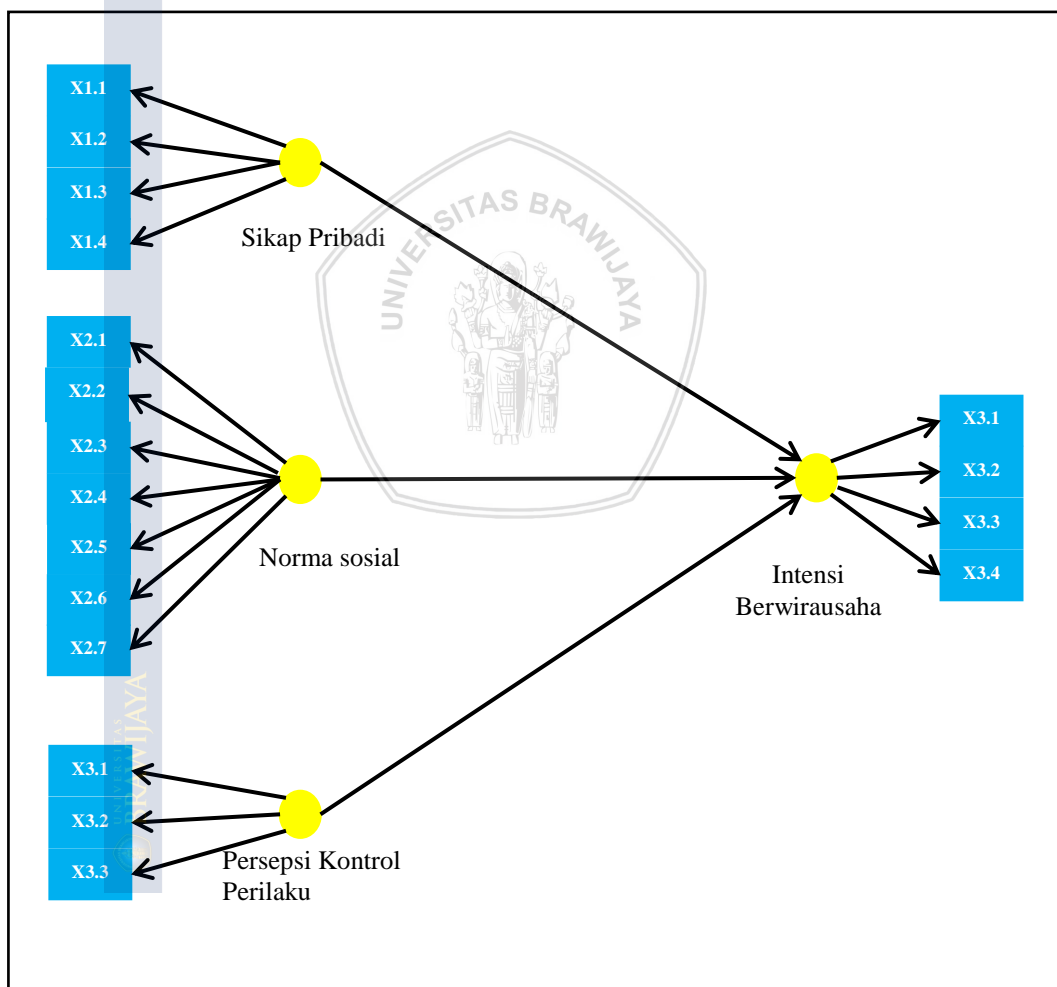 X1.1
X1.2
X1.3
X1.4
Sikap Pribadi
UNIVERSITAS BRAWIJAYA
X2.1
X2.2
X2.3
X2.4
X2.5
X2.6
X2.7
Norma sosial
X3.1
X3.2
X3.3
X3.4
Intensi
Berwirausaha
UNIVERSITAS
BRAWIJAYA
X3.1
X3.2
X3.3
Persepsi Kontrol
Perilaku